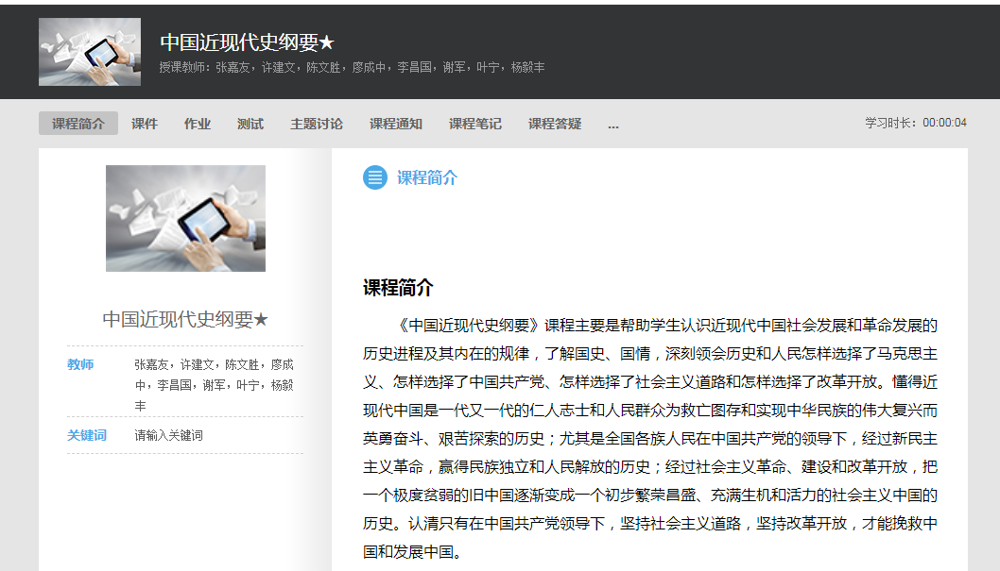 中国近现代史纲要★
授课教师：张嘉友，许建文，陈文胜，廖成中，李昌国，谢军，叶宁，杨毅丰
课程简介 课件 作业 测试 主题讨论 课程通知 课程笔记 课程答疑 ... 学习时长：00:00:04
中国近现代史纲要★
教师 张嘉友，许建文，陈文胜，廖成
中，李昌国，谢军，叶宁，杨毅
丰
关键词 请输入关键词
课程简介
课程简介
《中国近现代史纲要》课程主要是帮助学生认识近现代中国社会发展和革命发展的
历史进程及其内在的规律，了解国史、国情，深刻领会历史和人民怎样选择了马克思主
义、怎样选择了中国共产党、怎样选择了社会主义道路和怎样选择了改革开放。懂得近
现代中国是一代又一代的仁人志士和人民群众为救亡图存和实现中华民族的伟大复兴而
英勇奋斗、艰苦探索的历史；尤其是全国各族人民在中国共产党的领导下，经过新民主
主义革命，赢得民族独立和人民解放的历史；经过社会主义革命、建设和改革开放，把
一个极度贫弱的旧中国逐渐变成一个初步繁荣昌盛、充满生机和活力的社会主义中国的
历史。认清只有在中国共产党领导下，坚持社会主义道路，坚持改革开放，才能挽救中
国和发展中国。